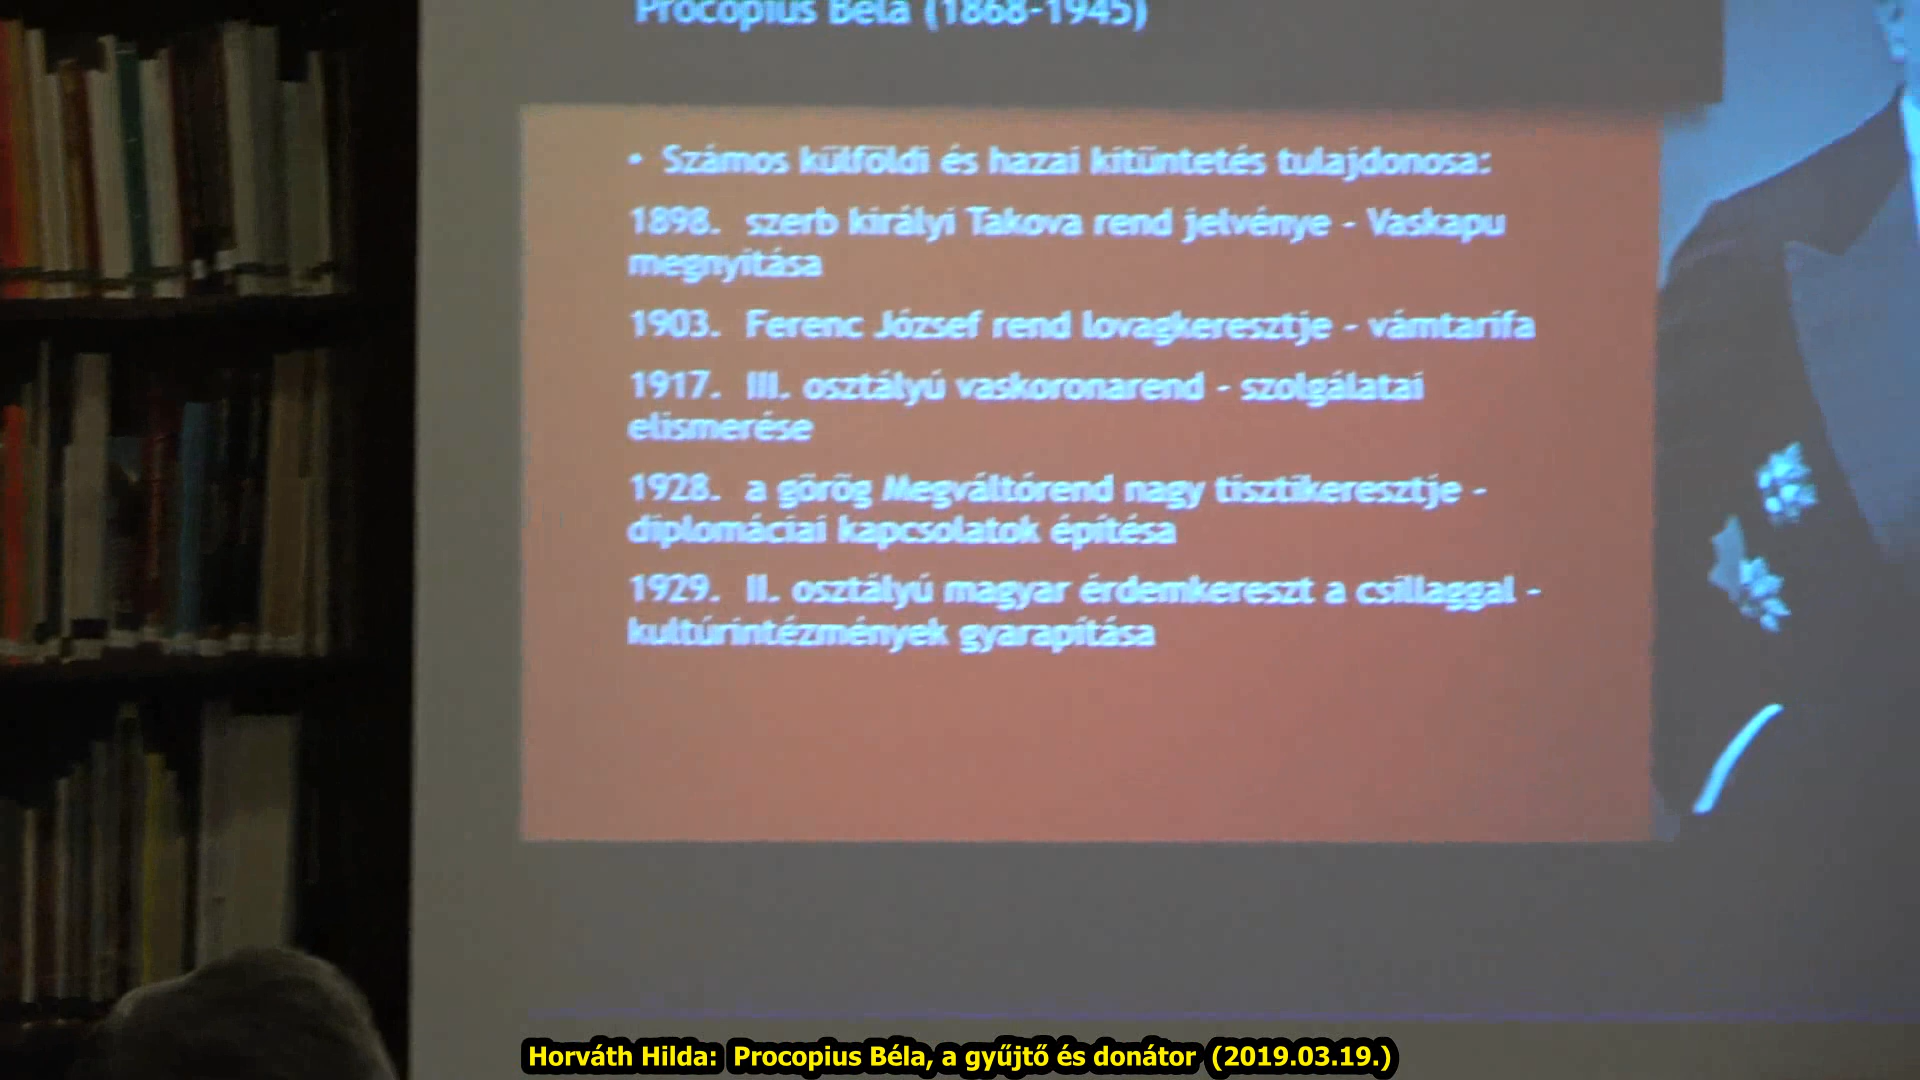 Procopius Béla (1868-1945)
• Számos külföldi és hazai kitüntetés tulajdonosa:
1898. szerb királyi Takova rend jelvénye - Vaskapu
megnyitása
1903. Ferenc József rend lovagkeresztje - vámtarifa
1917. III. osztályú vaskoronarend - szolgálatai
elismerése
1928. a görög Megváltórend nagy tisztikeresztje -
diplomáciai kapcsolatok építésa
1929. II. osztályú magyar érdemkereszt a csillaggal -
kultúrintézmények gyarapítása
Horváth Hilda: Procopius Béla, a gyűjtő és donátor (2019.03.19.)